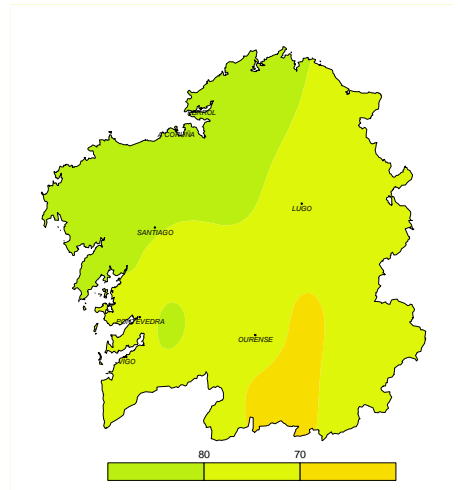 FERROL
A CORUÑA
LUGO
SANTIAGO
PONTEVEDRA
OURENSE
VIGO
80 70